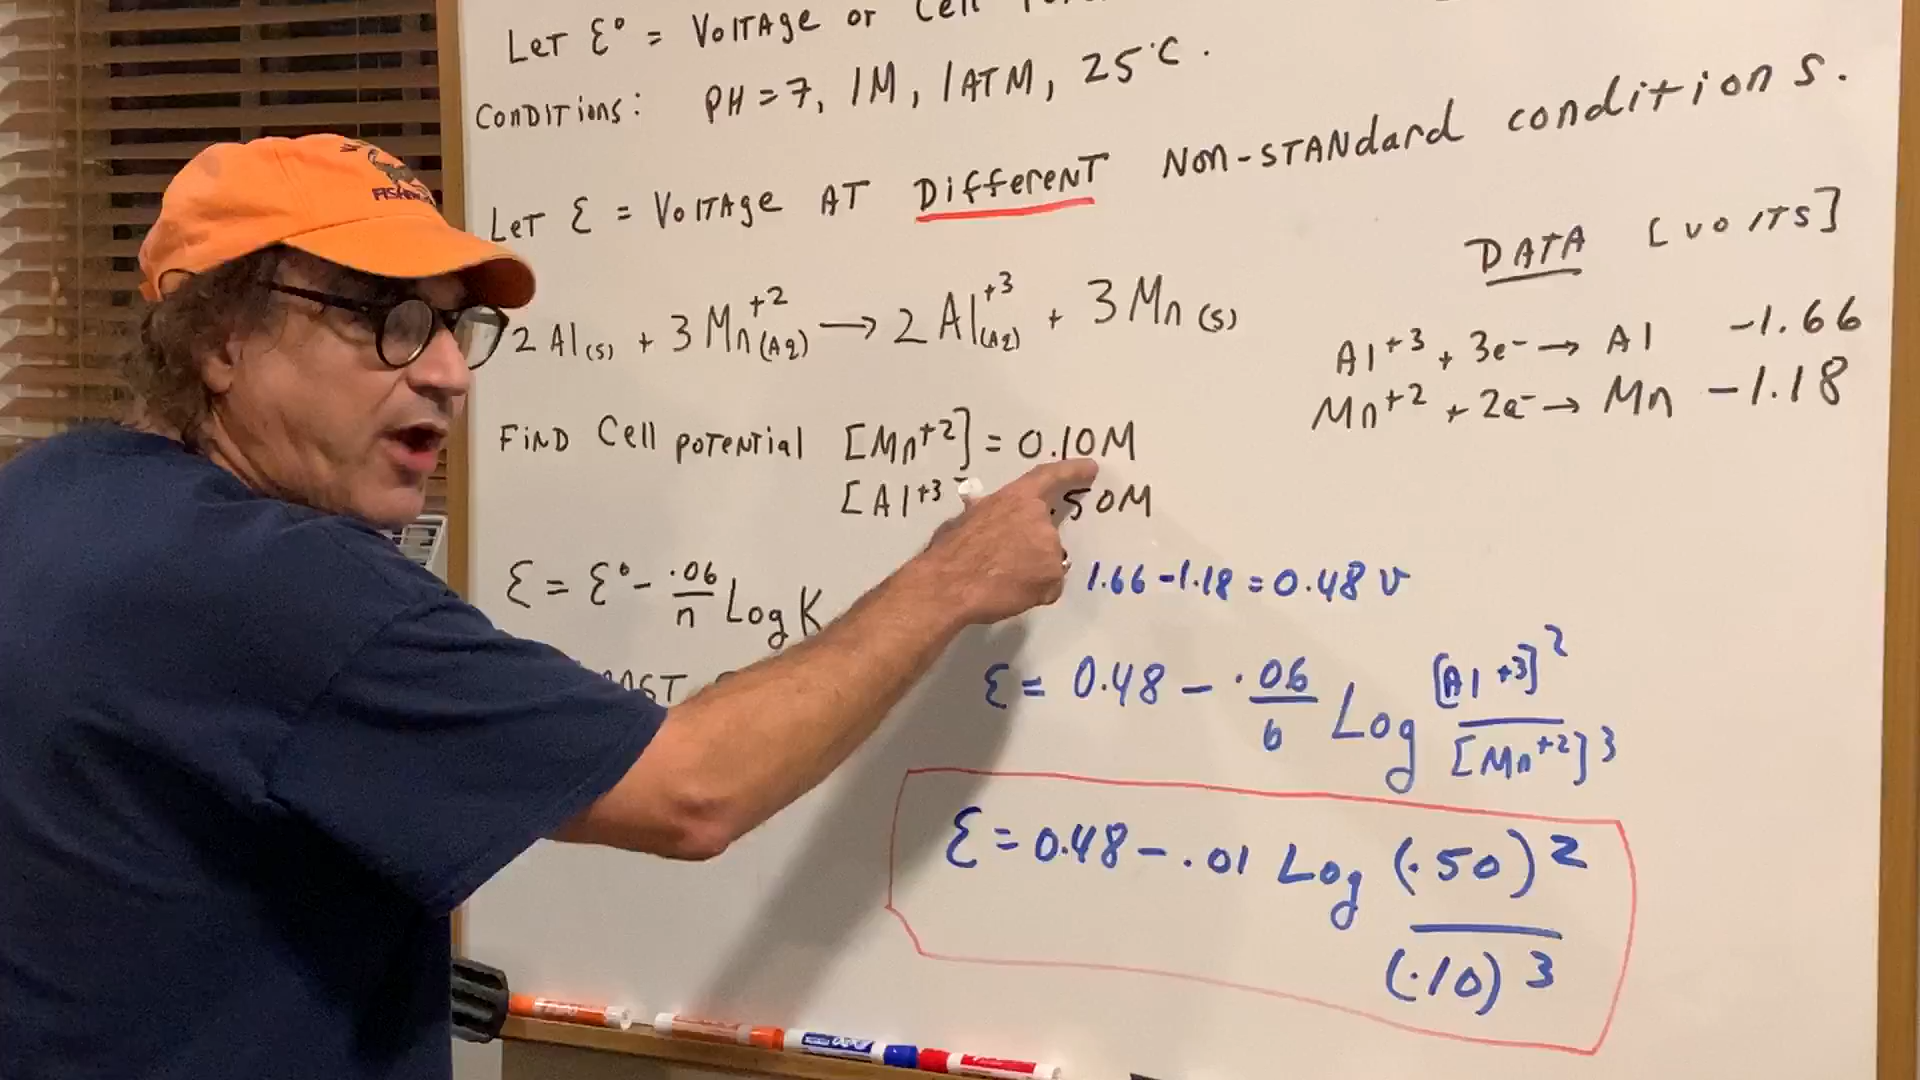 LET Ɛ° = VOLTAGE or Cell
CONDITIONS: PH = 7, 1M, 1ATM, 25°C.
LET Ɛ = VOLTAGE AT DifferenT Non-STANdard conditions.
DATA [VOLTS]
2 Al(s) + 3 Mn+2(Aq) → 2 Al+3(Aq) + 3 Mn(s)
Al+3 + 3e- → Al -1.66
Mn+2 + 2e- → Mn -1.18
FIND Cell poTenTial [Mn+2] = 0.10M
[Al+3 .50M
Ɛ = Ɛ° - .06/n Log K
1.66 - 1.18 = 0.48 v
Ɛ = 0.48 - .06/6 Log [Al+3]²/[Mn+2]³
Ɛ = 0.48 - .01 Log (.50)²/(.10)³